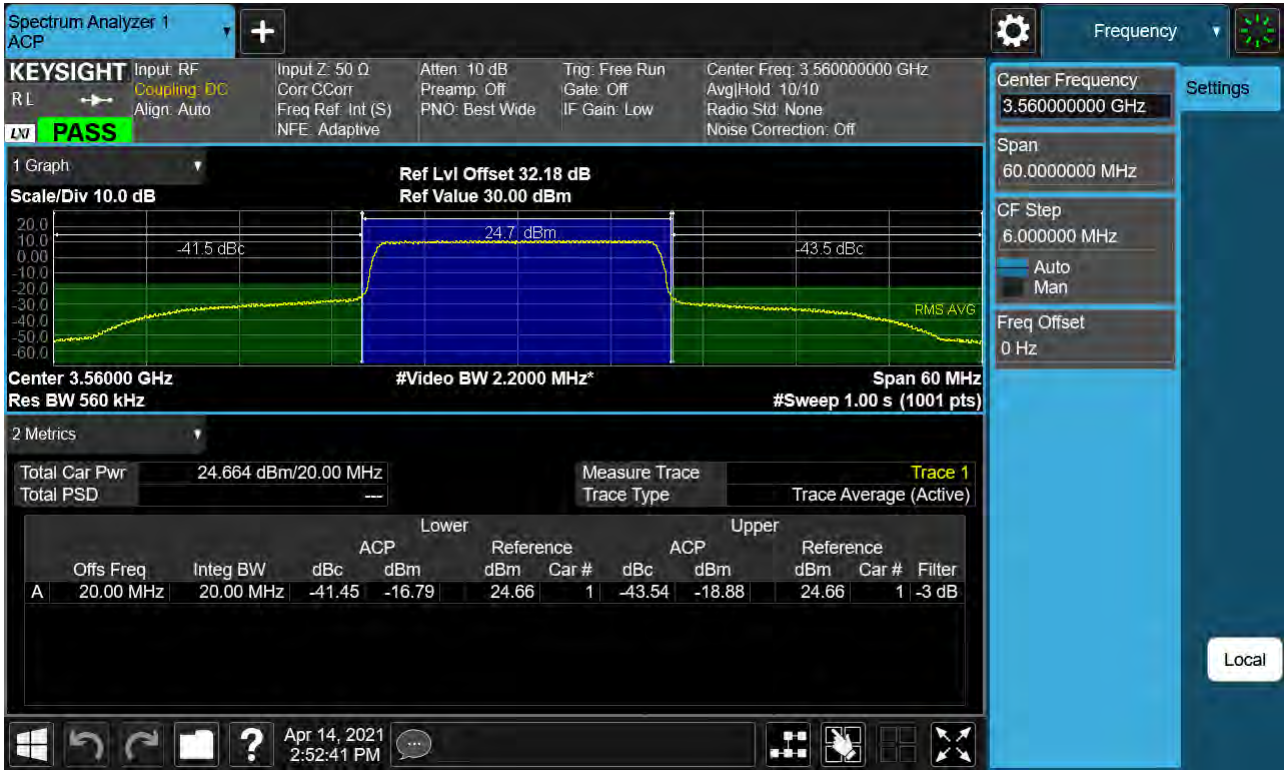 Spectrum Analyzer 1
ACP
Frequency
KEYSIGHT Input: RF Input Z: 50 Ω Atten: 10 dB Trig: Free Run Center Freq: 3.560000000 GHz
RL Coupling: DC Corr CCorr Preamp: Off Gate: Off Avg|Hold: 10/10
Align: Auto Freq Ref: Int (S) PNO: Best Wide IF Gain: Low Radio Std: None
LXI PASS NFE: Adaptive Noise Correction: Off
1 Graph
Scale/Div 10.0 dB
Ref Lvl Offset 32.18 dB
Ref Value 30.00 dBm
20.0
10.0
0.00
-10.0
-20.0
-30.0
-40.0
-50.0
-60.0
-41.5 dBc
24.7 dBm
-43.5 dBc
RMS AVG
Center 3.56000 GHz #Video BW 2.2000 MHz* Span 60 MHz
Res BW 560 kHz #Sweep 1.00 s (1001 pts)
2 Metrics
Total Car Pwr 24.664 dBm/20.00 MHz Measure Trace Trace 1
Total PSD --- Trace Type Trace Average (Active)
Lower Upper
ACP Reference ACP Reference
Offs Freq Integ BW dBc dBm dBm Car # dBc dBm dBm Car # Filter
A 20.00 MHz 20.00 MHz -41.45 -16.79 24.66 1 -43.54 -18.88 24.66 1 -3 dB
Center Frequency
3.560000000 GHz
Settings
Span
60.0000000 MHz
CF Step
6.000000 MHz
Auto
Man
Freq Offset
0 Hz
Local
Apr 14, 2021
2:52:41 PM